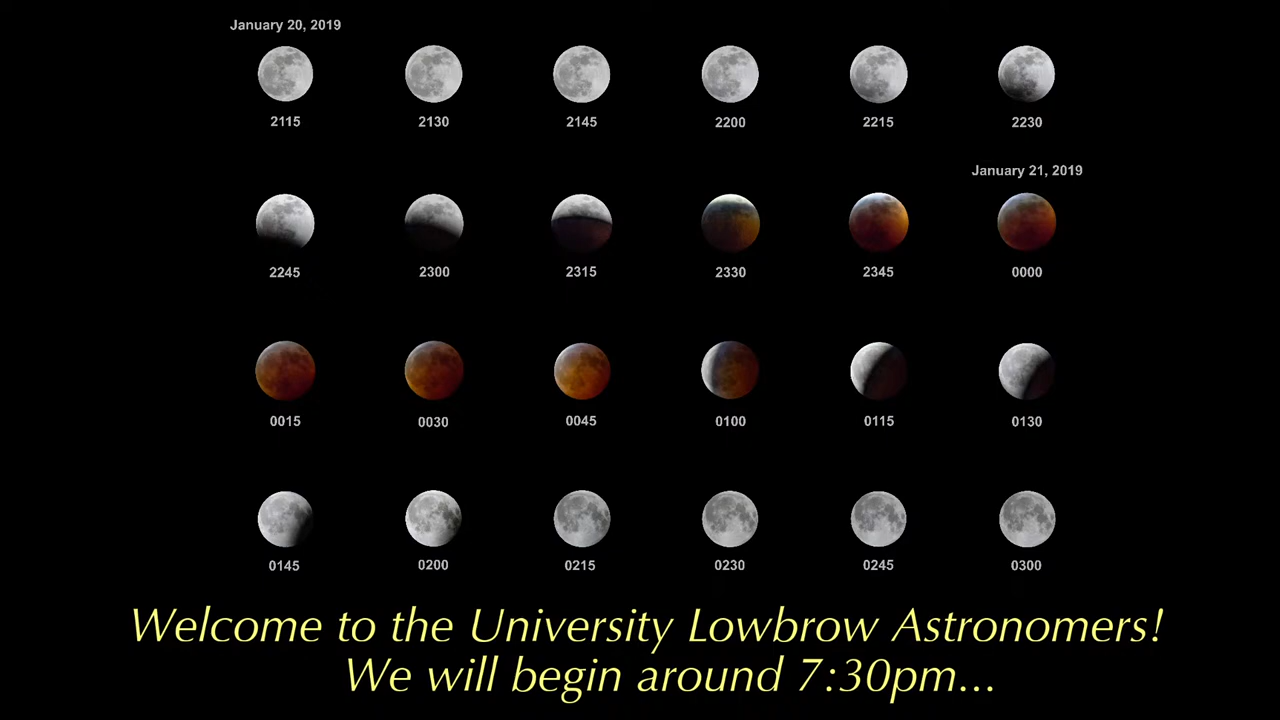 January 20, 2019
2115 2130 2145 2200 2215 2230
January 21, 2019
2245 2300 2315 2330 2345 0000
0015 0030 0045 0100 0115 0130
0145 0200 0215 0230 0245 0300
Welcome to the University Lowbrow Astronomers!
We will begin around 7:30pm...